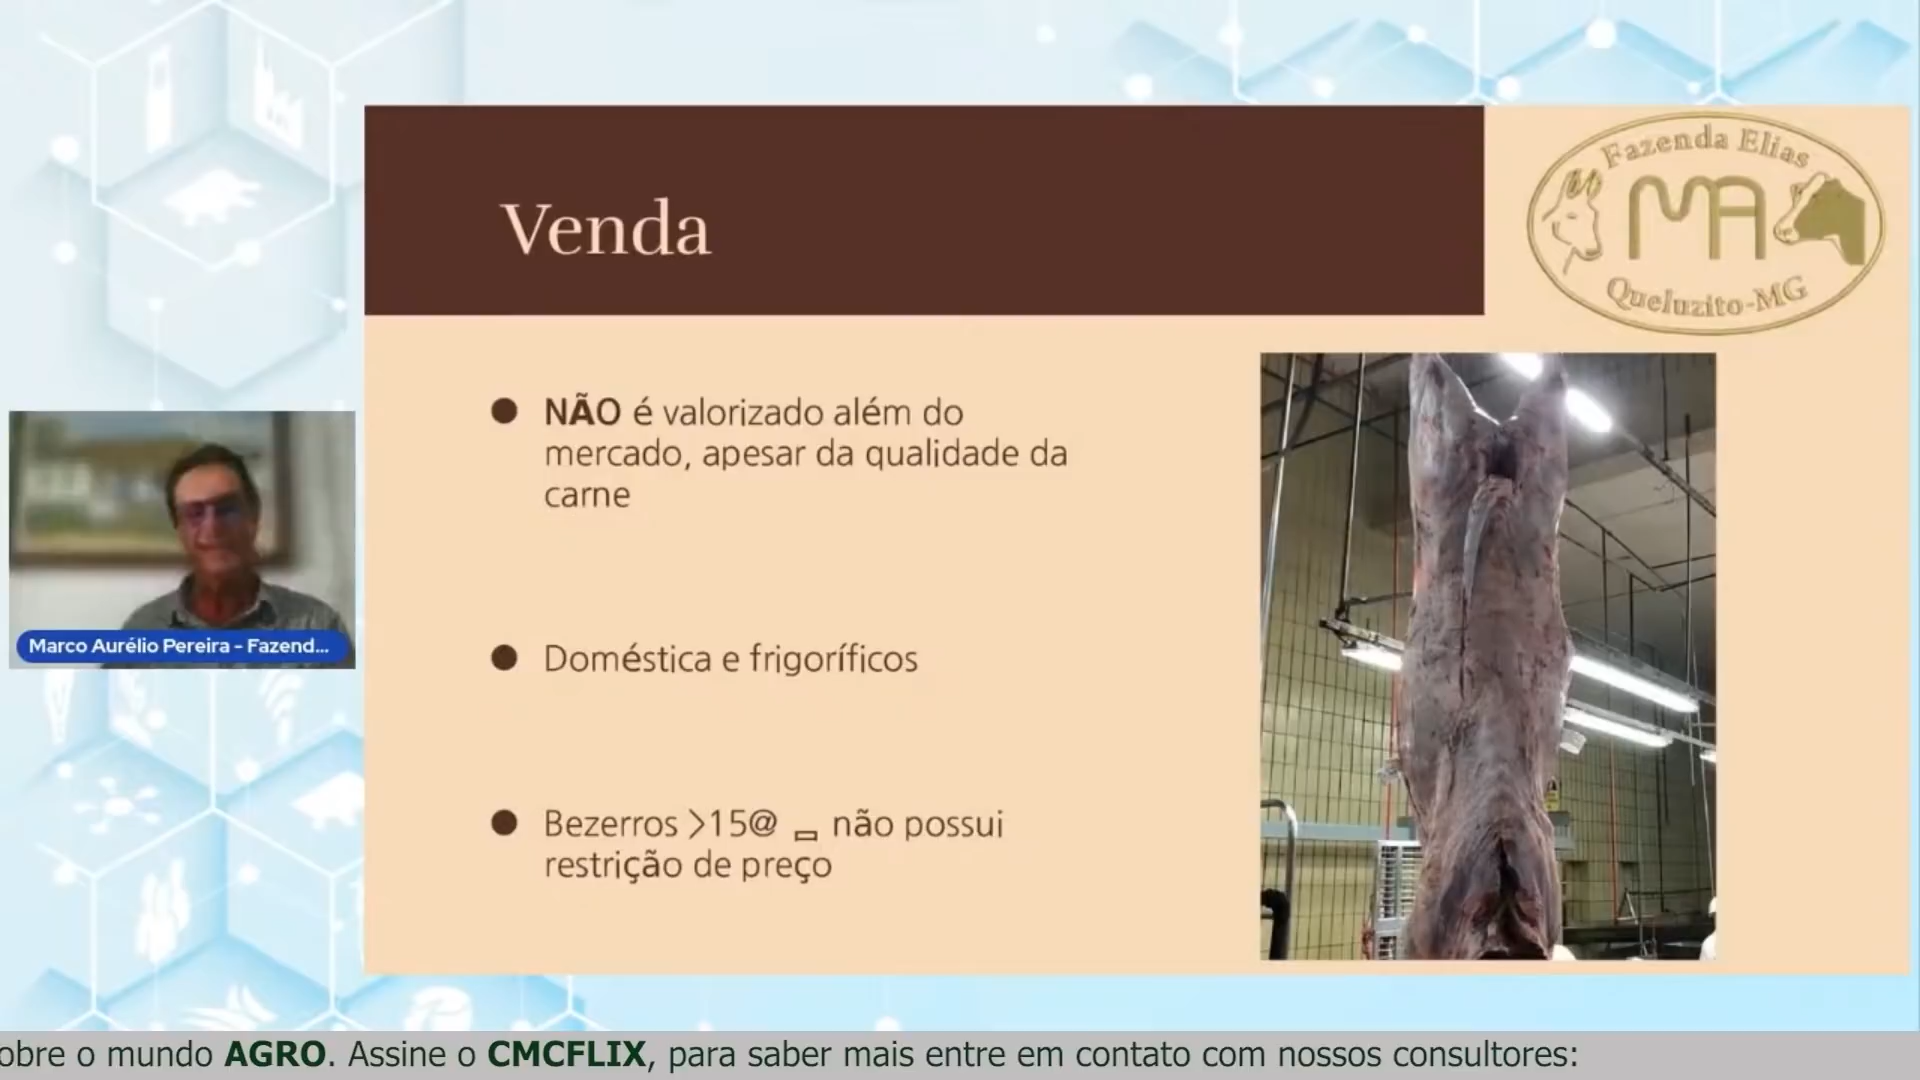 Fazenda Elias
MA
Queluzito-MG
Venda
● NÃO é valorizado além do
mercado, apesar da qualidade da
carne
● Doméstica e frigoríficos
● Bezerros >15@ não possui
restrição de preço
Marco Aurélio Pereira - Fazend...
obre o mundo AGRO. Assine o CMCFLIX, para saber mais entre em contato com nossos consultores: